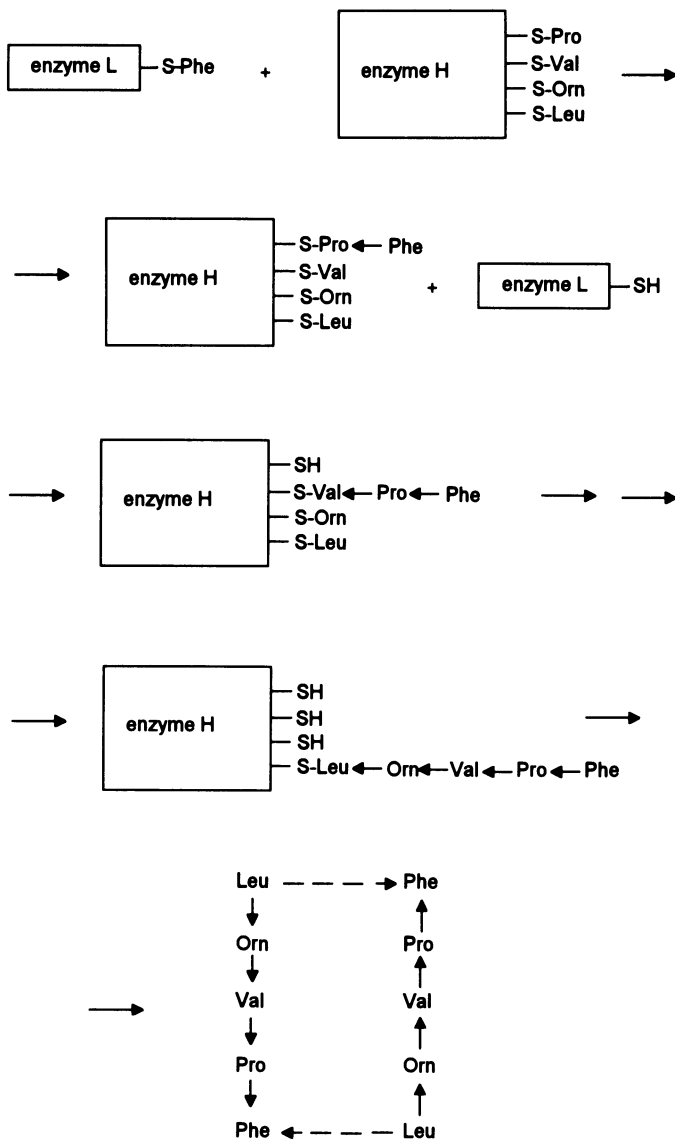 enzyme L S-Phe + enzyme H S-Pro
S-Val
S-Orn
S-Leu
enzyme H S-Pro Phe
S-Val
S-Orn
S-Leu
+ enzyme L SH
enzyme H SH
S-Val Pro Phe
S-Orn
S-Leu
enzyme H SH
SH
SH
S-Leu Orn Val Pro Phe
Leu Phe
Orn Pro
Val Val
Pro Orn
Phe Leu